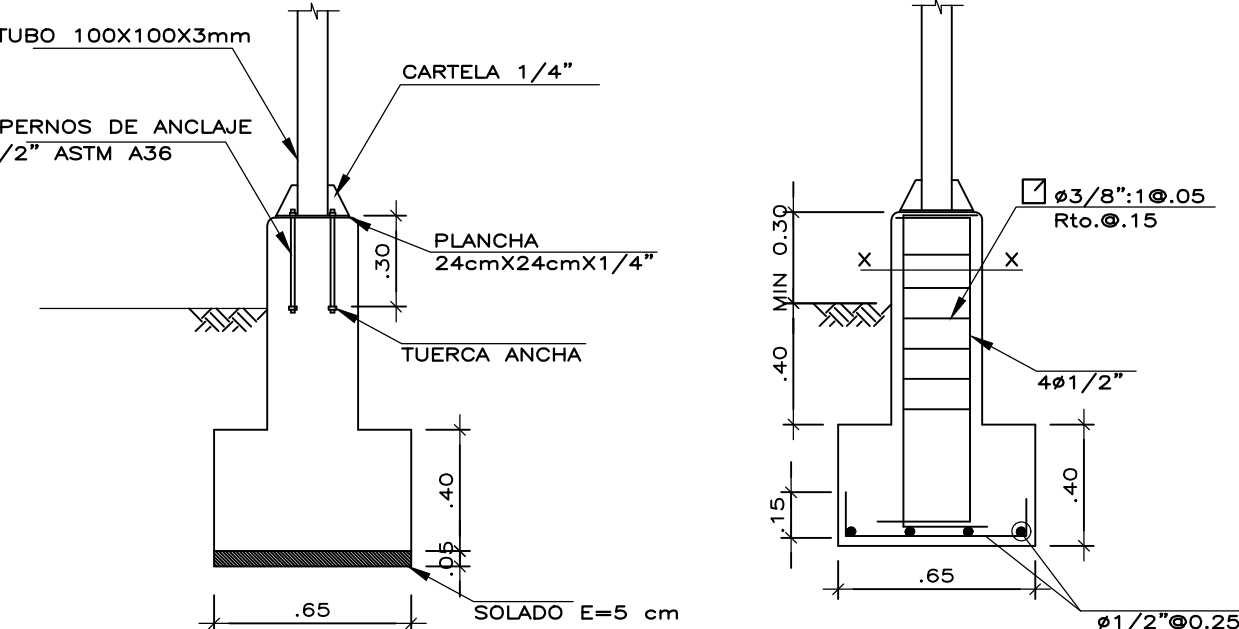 TUBO 100X100X3mm
CARTELA 1/4"
PERNOS DE ANCLAJE
/2" ASTM A36
PLANCHA
24cmX24cmX1/4"
.30
TUERCA ANCHA
.40
.05
.65
SOLADO E=5 cm
ø3/8":1@.05
Rto.@.15
MIN 0.30
X
X
.40
4ø1/2"
.40
.15
.65
ø1/2"@0.25